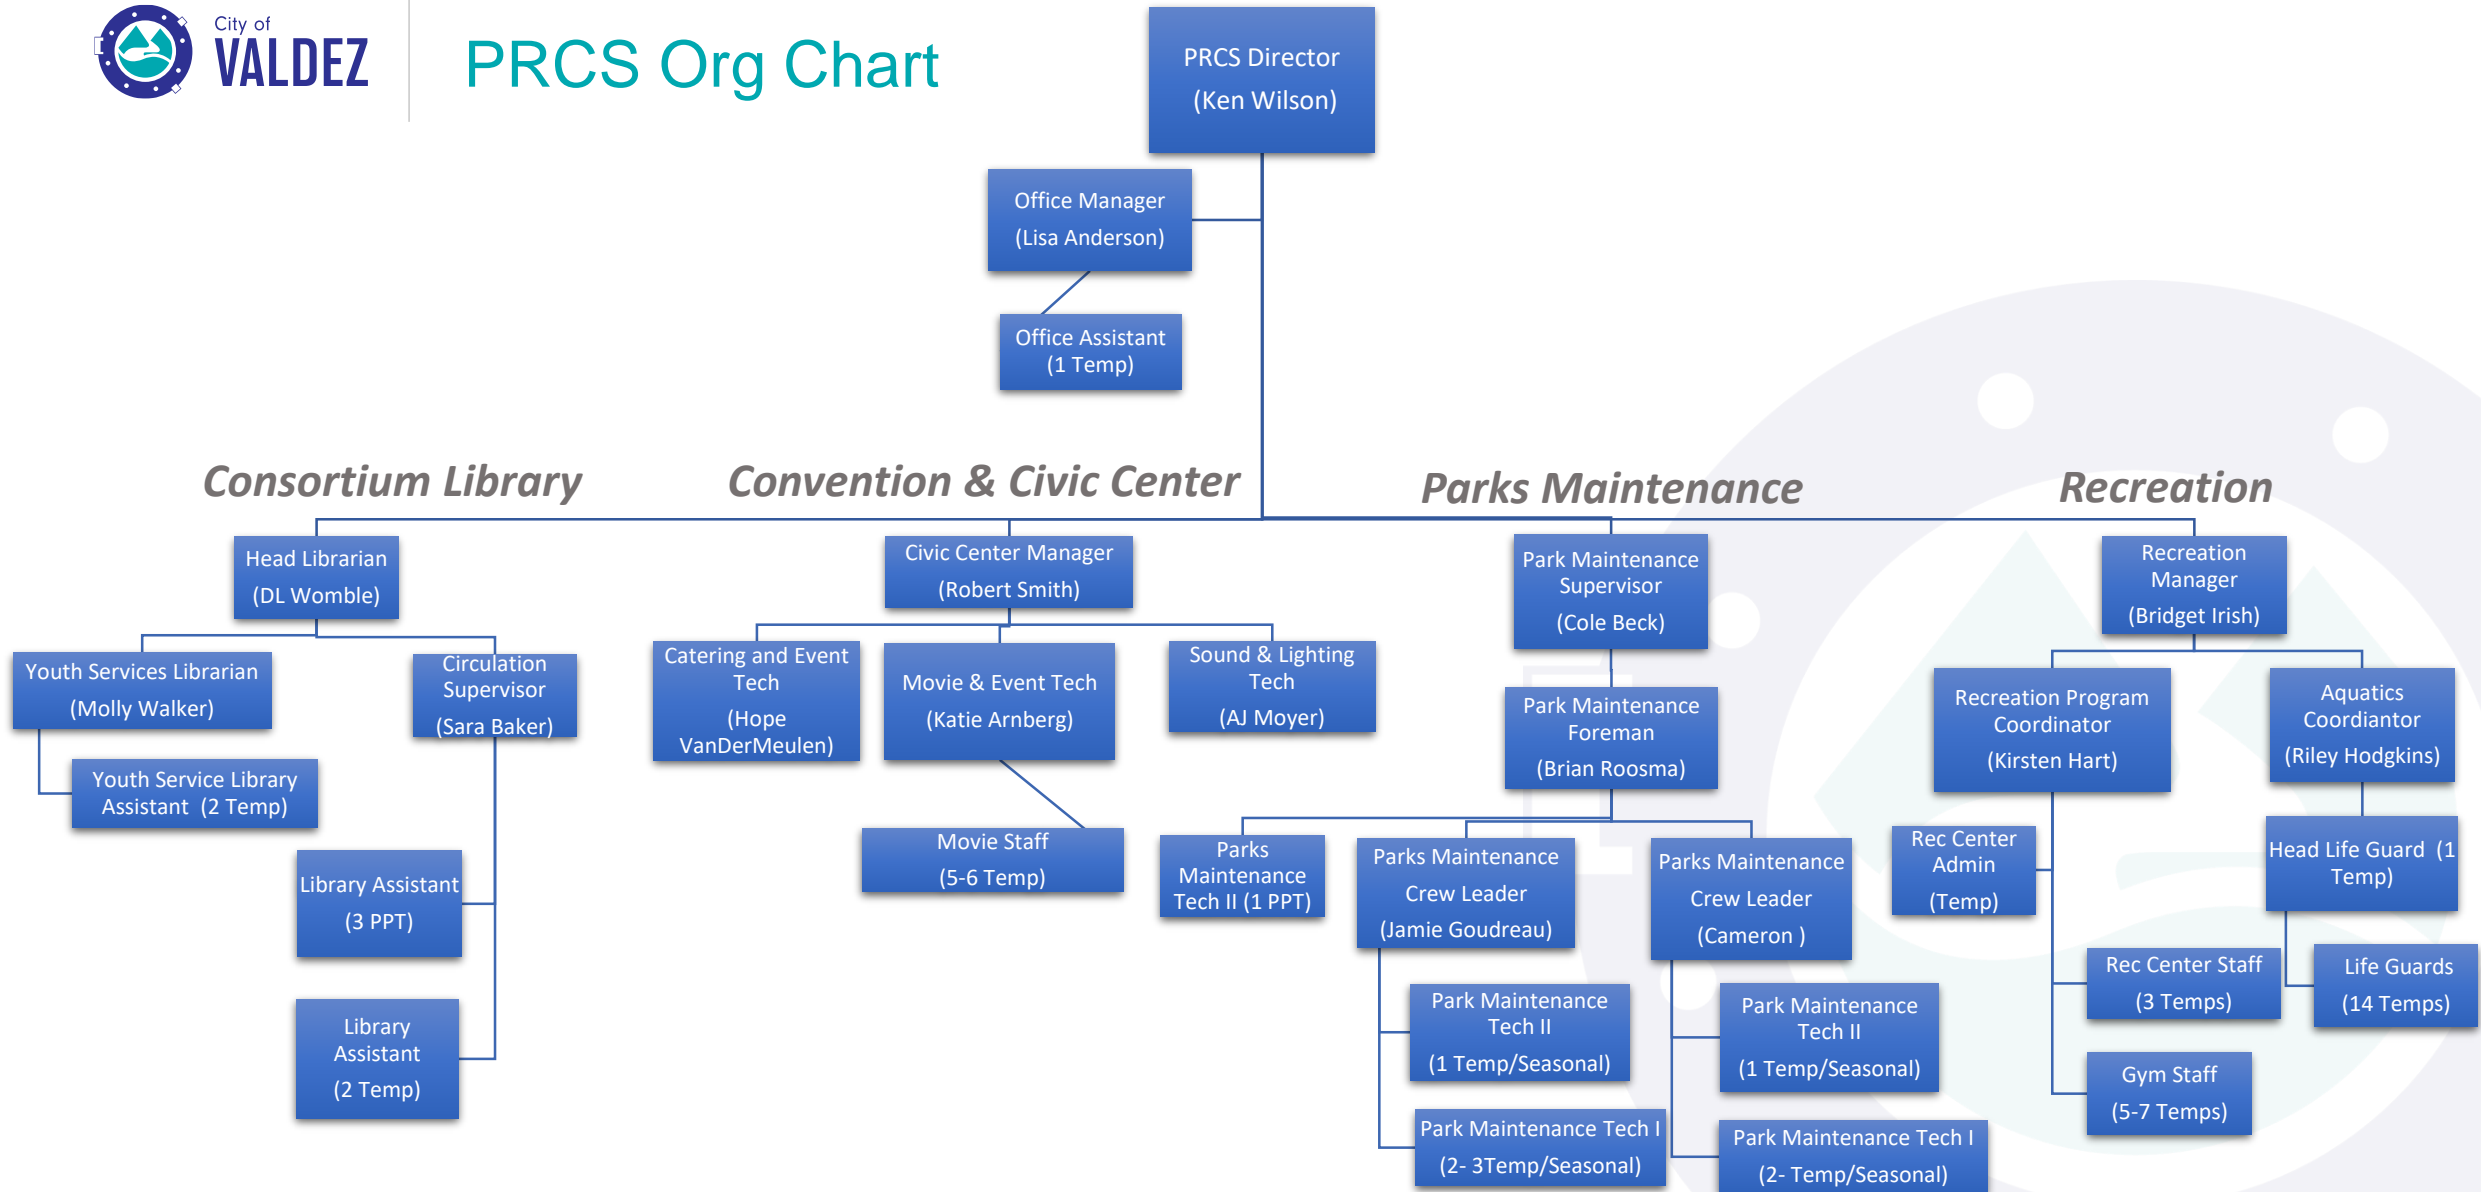 City of
VALDEZ
PRCS Org Chart
PRCS Director
(Ken Wilson)
Office Manager
(Lisa Anderson)
Office Assistant
(1 Temp)
Consortium Library
Convention & Civic Center
Parks Maintenance
Recreation
Head Librarian
(DL Womble)
Youth Services Librarian
(Molly Walker)
Youth Service Library
Assistant (2 Temp)
Circulation
Supervisor
(Sara Baker)
Library Assistant
(3 PPT)
Library
Assistant
(2 Temp)
Civic Center Manager
(Robert Smith)
Catering and Event
Tech
(Hope
VanDerMeulen)
Movie & Event Tech
(Katie Arnberg)
Movie Staff
(5-6 Temp)
Sound & Lighting
Tech
(AJ Moyer)
Park Maintenance
Supervisor
(Cole Beck)
Park Maintenance
Foreman
(Brian Roosma)
Parks
Maintenance
Tech II (1 PPT)
Parks Maintenance
Crew Leader
(Jamie Goudreau)
Park Maintenance
Tech II
(1 Temp/Seasonal)
Park Maintenance Tech I
(2- 3Temp/Seasonal)
Parks Maintenance
Crew Leader
(Cameron )
Park Maintenance
Tech II
(1 Temp/Seasonal)
Park Maintenance Tech I
(2- Temp/Seasonal)
Recreation
Manager
(Bridget Irish)
Recreation Program
Coordinator
(Kirsten Hart)
Rec Center
Admin
(Temp)
Rec Center Staff
(3 Temps)
Gym Staff
(5-7 Temps)
Aquatics
Coordiantor
(Riley Hodgkins)
Head Life Guard (1
Temp)
Life Guards
(14 Temps)